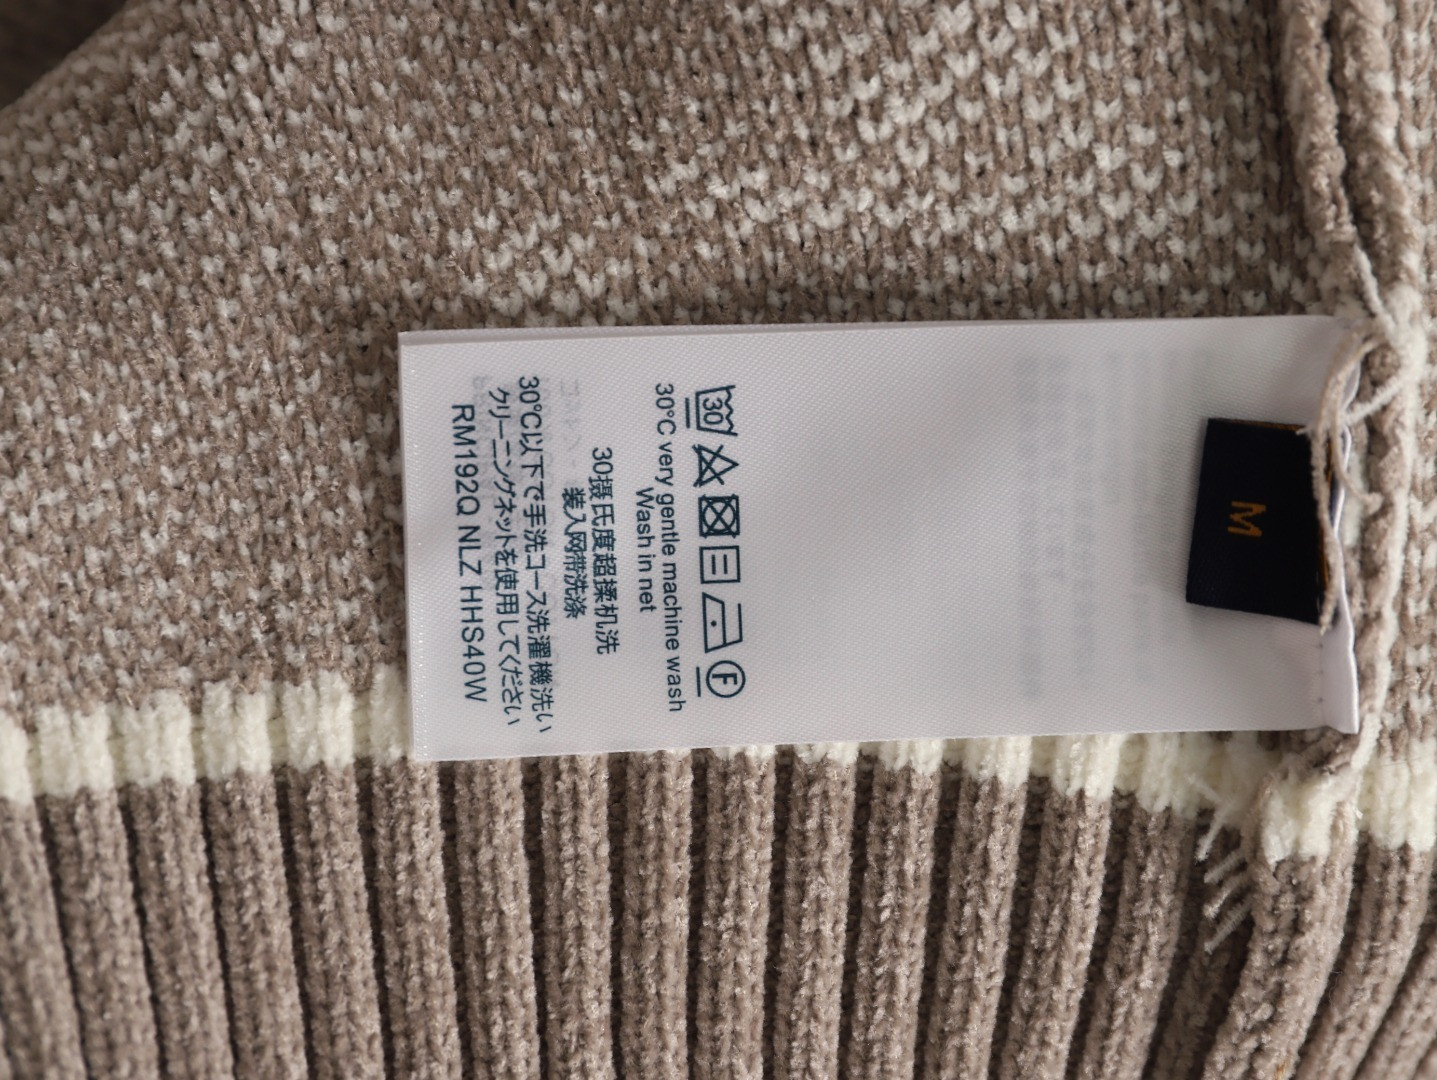 30
F
30°C very gentle machine wash
Wash in net
30摄氏度超揉机洗
装入网带洗涤
30℃以下で手洗コース洗濯機洗い
クリーニングネットを使用してください
RM192Q NLZ HHS40W
M